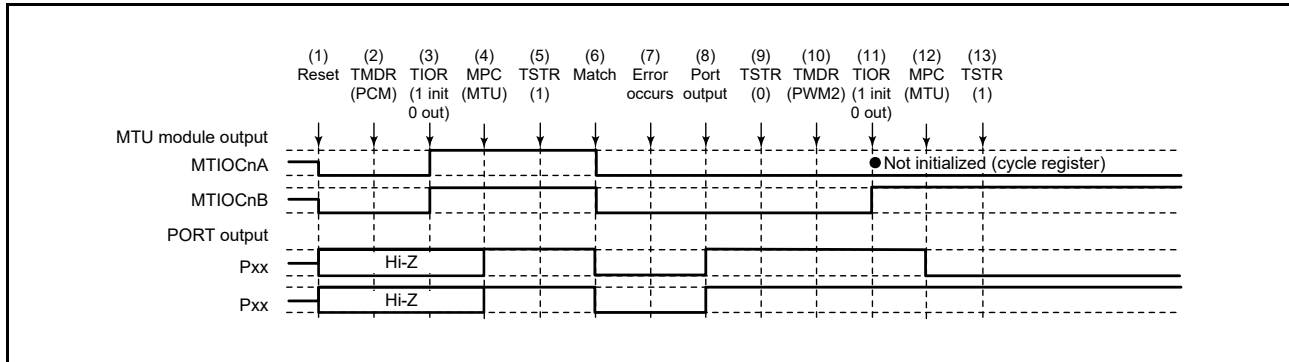 (1) (2) (3) (4) (5) (6) (7) (8) (9) (10) (11) (12) (13)
Reset TMDR TIOR MPC TSTR Match Error Port TSTR TMDR TIOR MPC TSTR
(PCM) (1 init (MTU) (1) occurs output (0) (PWM2) (1 init (MTU) (1)
0 out) 0 out)
MTU module output
MTIOCnA ● Not initialized (cycle register)
MTIOCnB
PORT output
Pxx Hi-Z
Pxx Hi-Z